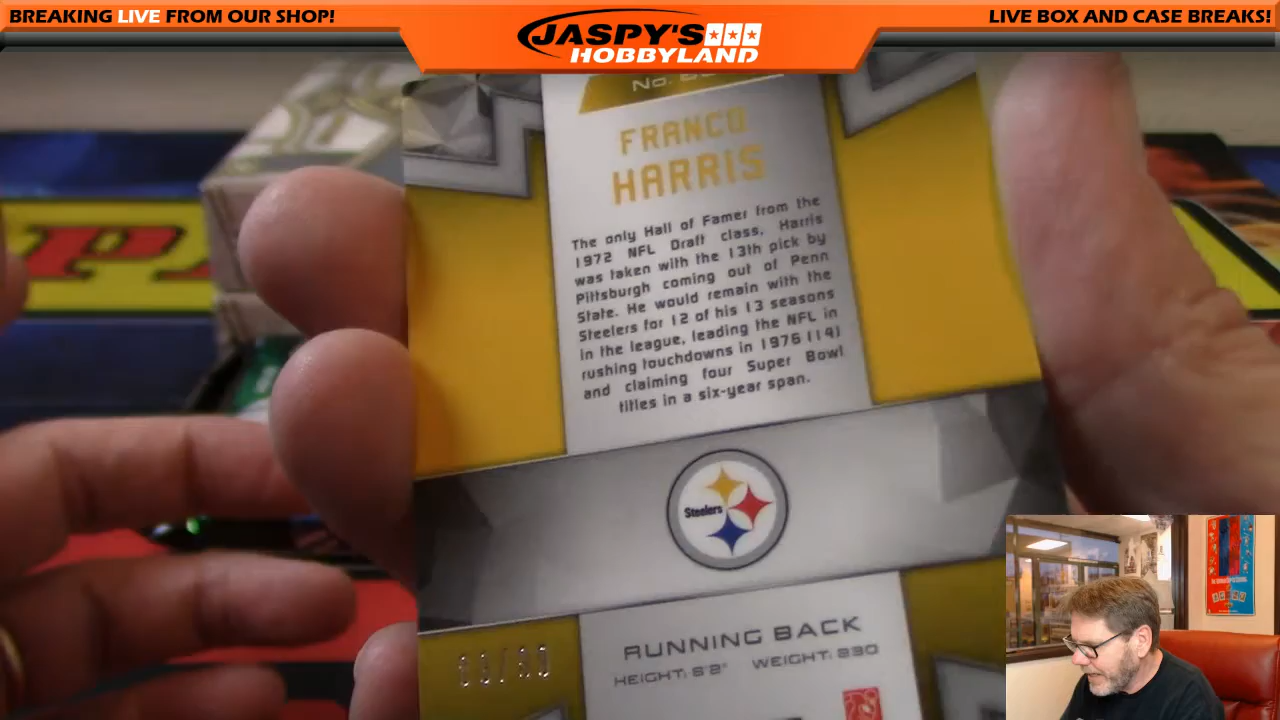 BREAKING LIVE FROM OUR SHOP!
JASPY'S
HOBBYLAND
LIVE BOX AND CASE BREAKS!
FRANCO
HARRIS
The only Hall of Famer from the
1972 NFL Draft class, Harris
was taken with the 13th pick by
Pittsburgh coming out of Penn
State. He would remain with the
Steelers for 12 of his 13 seasons
in the league, leading the NFL in
rushing touchdowns in 1976 (14)
and claiming four Super Bowl
titles in a six-year span.
Steelers
RUNNING BACK
HEIGHT: 6'2" WEIGHT: 230